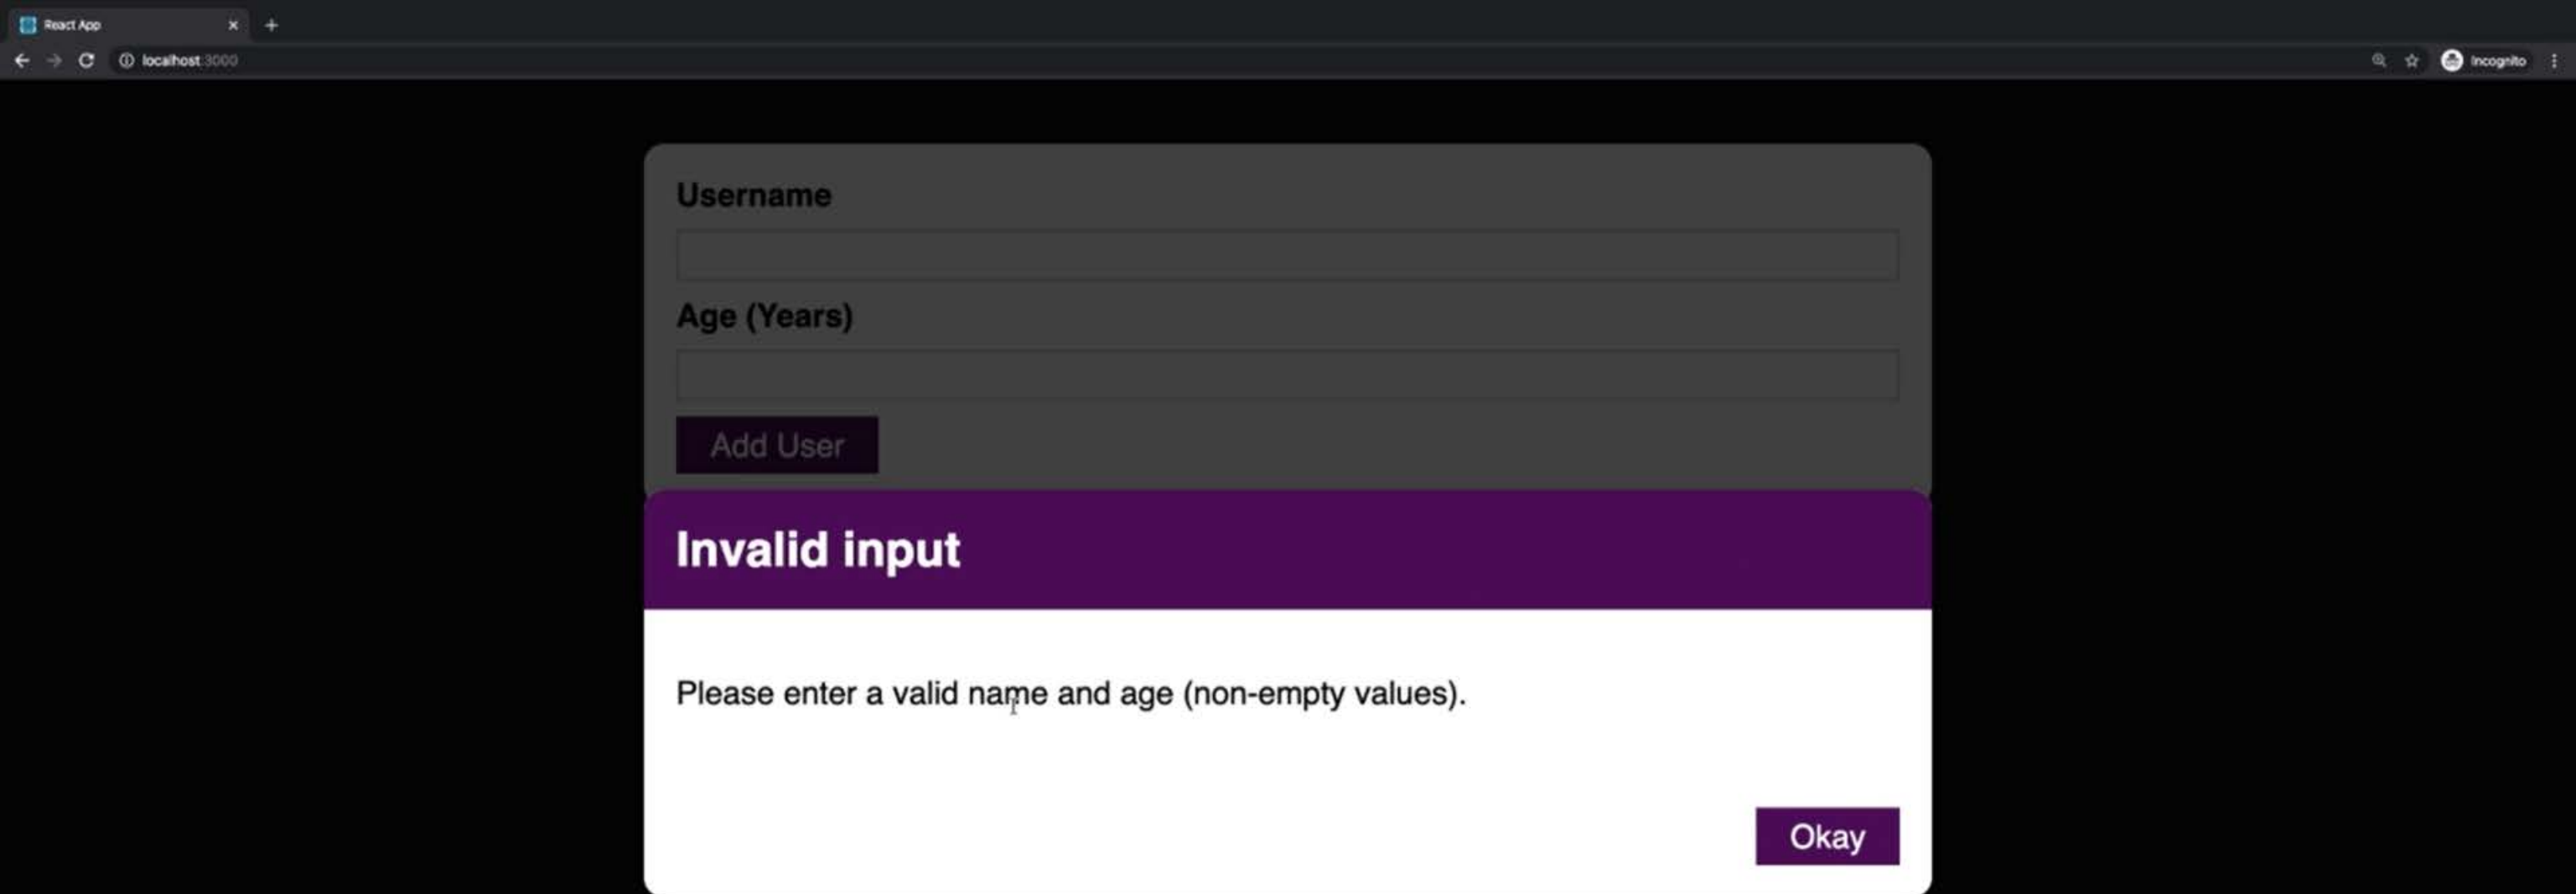 React App
localhost:3000
Incognito
Username
Age (Years)
Add User
Invalid input
Please enter a valid name and age (non-empty values).
Okay